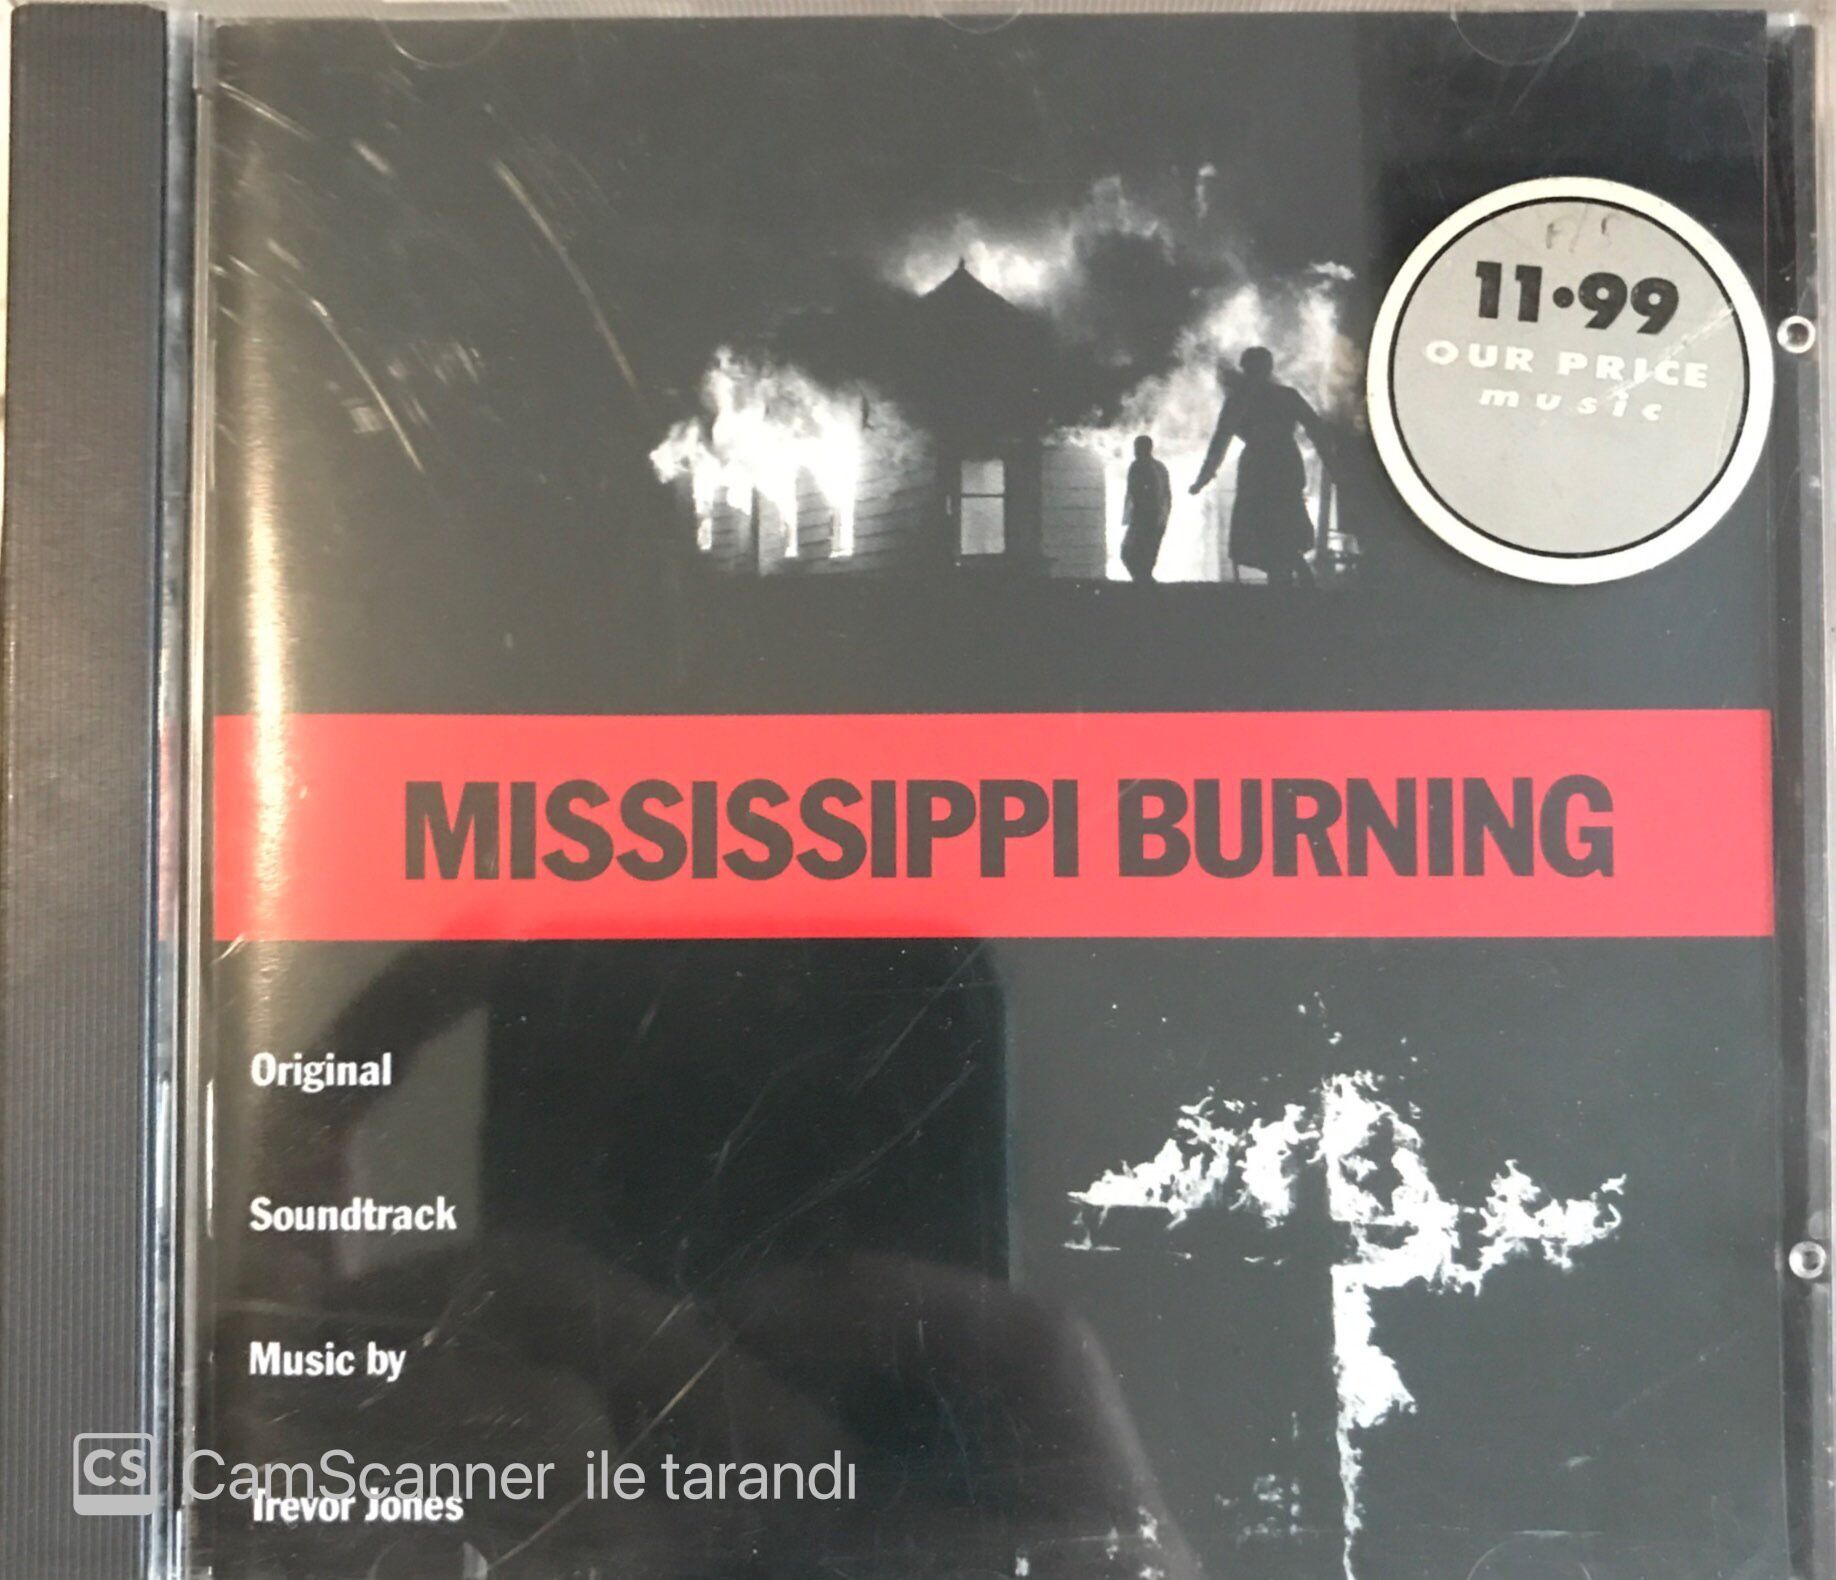 11•99
OUR PRICE
music
MISSISSIPPI BURNING
Original
Soundtrack
Music by
Trevor Jones
CS CamScanner ile tarandı